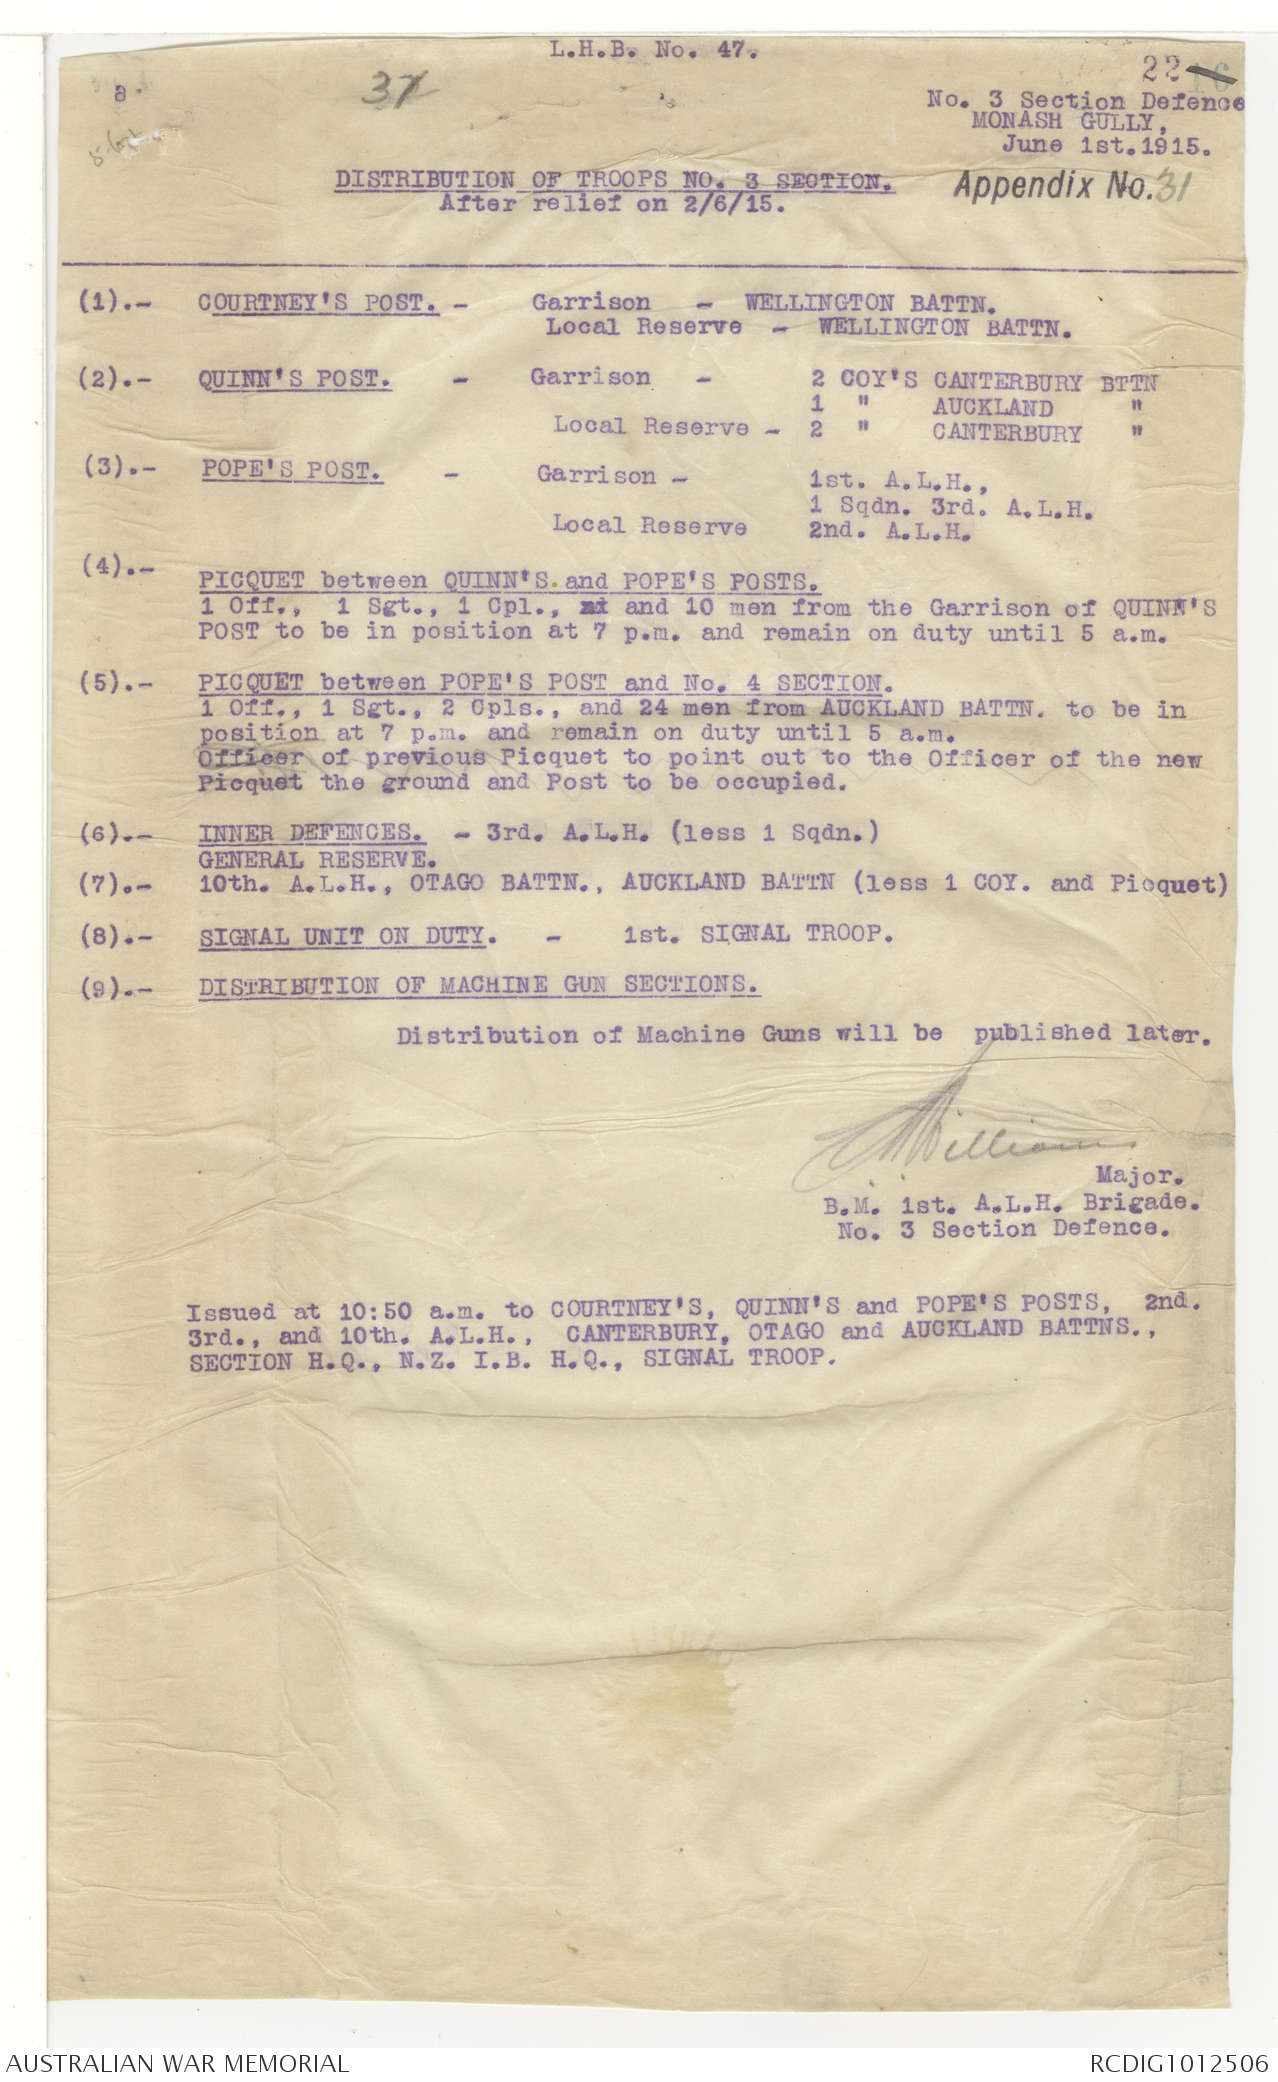 L.H.B. No. 47.
37
22 16
No. 3 Section Defence
MONASH GULLY,
June 1st.1915.
DISTRIBUTION OF TROOPS NO. 3 SECTION.
Appendix No. 31
After relief on 2/6/15.
(1).- COURTNEY'S POST. - Garrison - WELLINGTON BATTN.
Local Reserve - WELLINGTON BATTN.
(2).- QUINN'S POST. - Garrison - 2 COY'S CANTERBURY BTTN
1 " AUCKLAND "
Local Reserve - 2 " CANTERBURY "
(3).- POPE'S POST. - Garrison - 1st. A.L.H.,
1 Sqdn. 3rd. A.L.H.
Local Reserve 2nd. A.L.H.
(4).-
PICQUET between QUINN'S and POPE'S POSTS.
1 Off., 1 Sgt., 1 Cpl., and 10 men from the Garrison of QUINN'S
POST to be in position at 7 p.m. and remain on duty until 5 a.m.
(5).- PICQUET between POPE'S POST and No. 4 SECTION.
1 Off., 1 Sgt., 2 Cpls., and 24 men from AUCKLAND BATTN. to be in
position at 7 p.m. and remain on duty until 5 a.m.
Officer of previous Picquet to point out to the Officer of the new
Picquet the ground and Post to be occupied.
(6).- INNER DEFENCES. - 3rd. A.L.H. (less 1 Sqdn.)
GENERAL RESERVE.
(7).- 10th. A.L.H., OTAGO BATTN., AUCKLAND BATTN (less 1 COY. and Picquet)
(8).- SIGNAL UNIT ON DUTY. - 1st. SIGNAL TROOP.
(9).- DISTRIBUTION OF MACHINE GUN SECTIONS.
Distribution of Machine Guns will be published later.
Williams
Major.
B.M. 1st. A.L.H. Brigade.
No. 3 Section Defence.
Issued at 10:50 a.m. to COURTNEY'S, QUINN'S and POPE'S POSTS, 2nd.
3rd., and 10th. A.L.H., CANTERBURY, OTAGO and AUCKLAND BATTNS.,
SECTION H.Q., N.Z. I.B. H.Q., SIGNAL TROOP.
AUSTRALIAN WAR MEMORIAL
RCDIG1012506